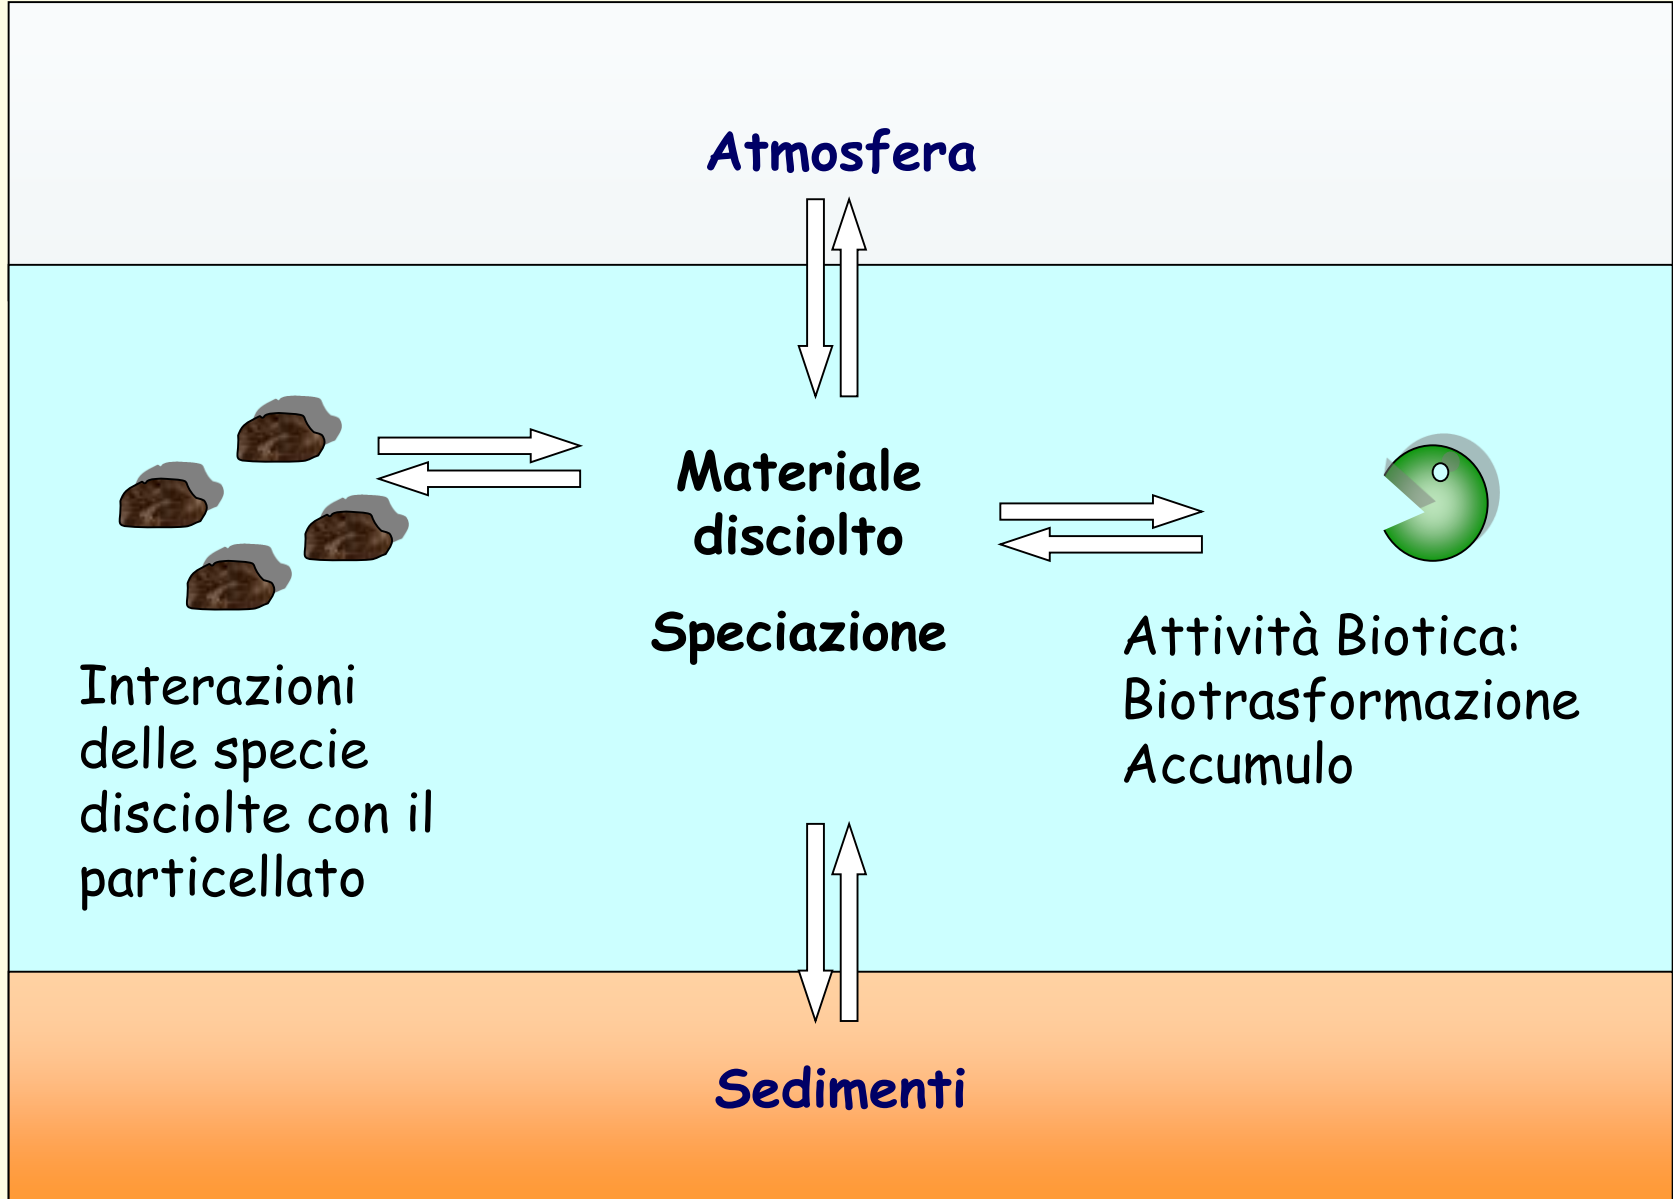 Atmosfera
Materiale
disciolto
Speciazione
Interazioni
delle specie
disciolte con il
particellato
Attività Biotica:
Biotrasformazione
Accumulo
Sedimenti